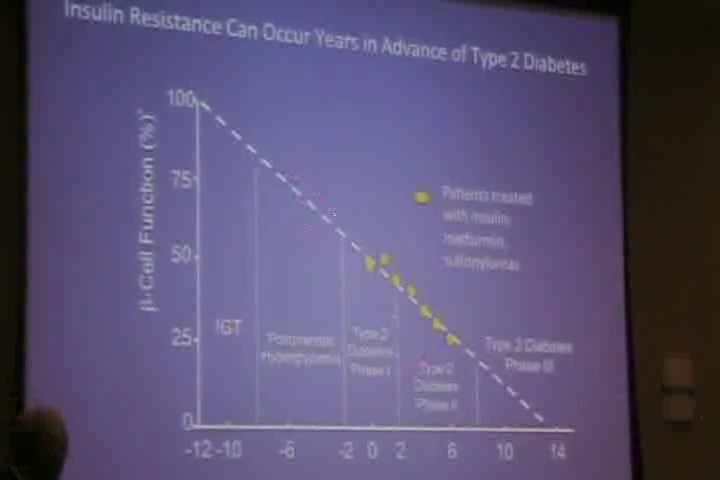 Insulin Resistance Can Occur Years in Advance of Type 2 Diabetes
100
75
50
25
0
β-Cell Function (%)*
Patients treated
with insulin,
metformin,
sulfonylureas
IGT
Postprandial
Hyperglycemia
Type 2
Diabetes
Phase I
Type 2
Diabetes
Phase II
Type 2 Diabetes
Phase III
-12 -10 -6 -2 0 2 6 10 14